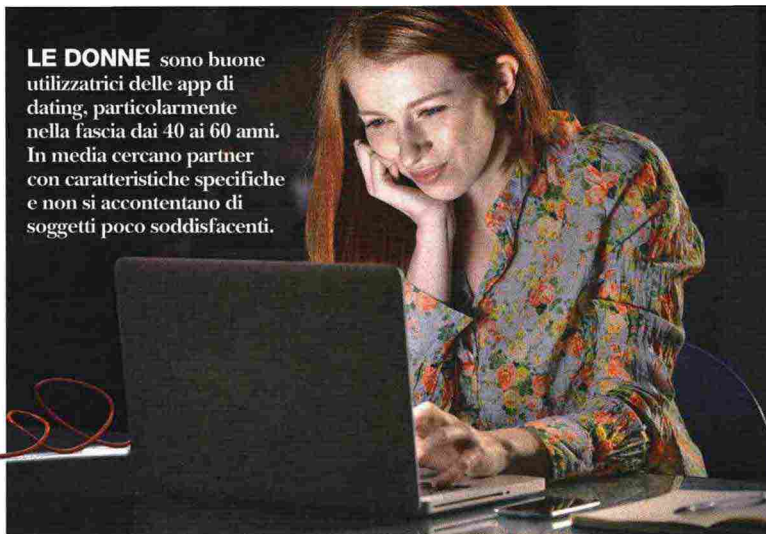 LE DONNE sono buone
utilizzatrici delle app di
dating, particolarmente
nella fascia dai 40 ai 60 anni.
In media cercano partner
con caratteristiche specifiche
e non si accontentano di
soggetti poco soddisfacenti.